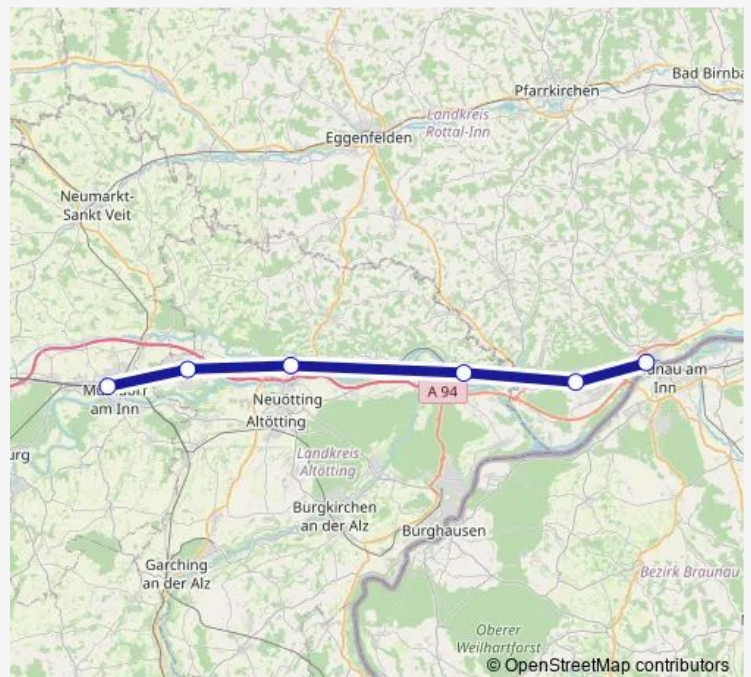 Bad Birnba
Pfarrkirchen
Landkreis
Rottal-Inn
Eggenfelden
Neumarkt-
Sankt Veit
am Inn
unau am
Inn
A 94
Neuötting
Altötting
Landkreis
Altötting
urg
Burgkirchen
an der Alz
Burghausen
Garching
an der Alz
Bezirk Braunau
Oberer
Weilhartforst
© OpenStreetMap contributors